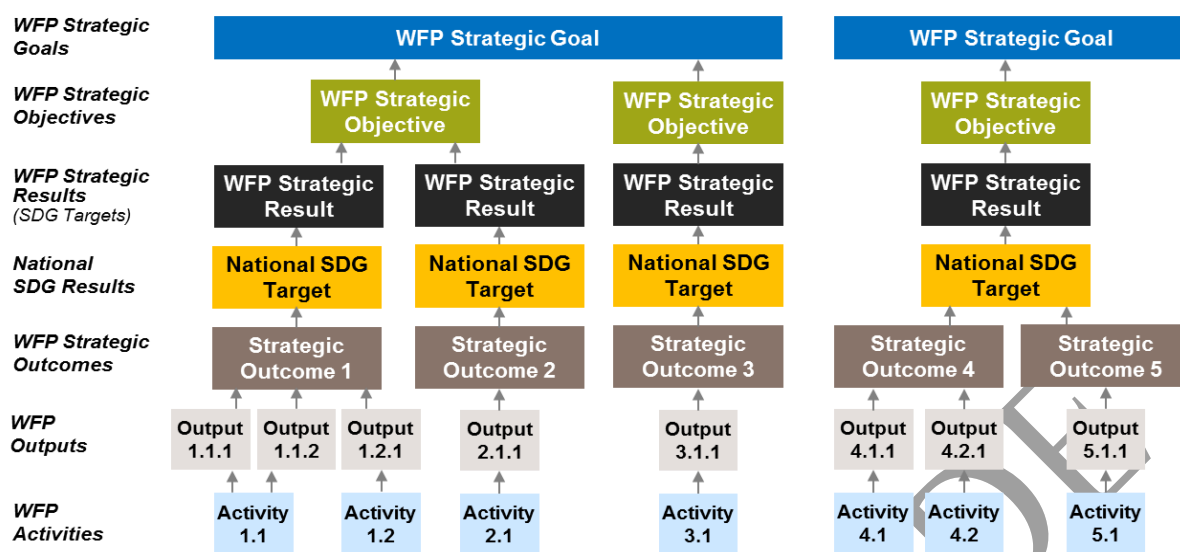 WFP Strategic
Goals
WFP Strategic Goal
WFP Strategic Goal
WFP Strategic
Objectives
WFP Strategic
Objective
WFP Strategic
Objective
WFP Strategic
Objective
WFP Strategic
Results
(SDG Targets)
WFP Strategic
Result
WFP Strategic
Result
WFP Strategic
Result
WFP Strategic
Result
National
SDG Results
National SDG
Target
National SDG
Target
National SDG
Target
National SDG
Target
WFP Strategic
Outcomes
Strategic
Outcome 1
Strategic
Outcome 2
Strategic
Outcome 3
Strategic
Outcome 4
Strategic
Outcome 5
WFP
Outputs
Output
1.1.1
Output
1.1.2
Output
1.2.1
Output
2.1.1
Output
3.1.1
Output
4.1.1
Output
4.2.1
Output
5.1.1
WFP
Activities
Activity
1.1
Activity
1.2
Activity
2.1
Activity
3.1
Activity
4.1
Activity
4.2
Activity
5.1